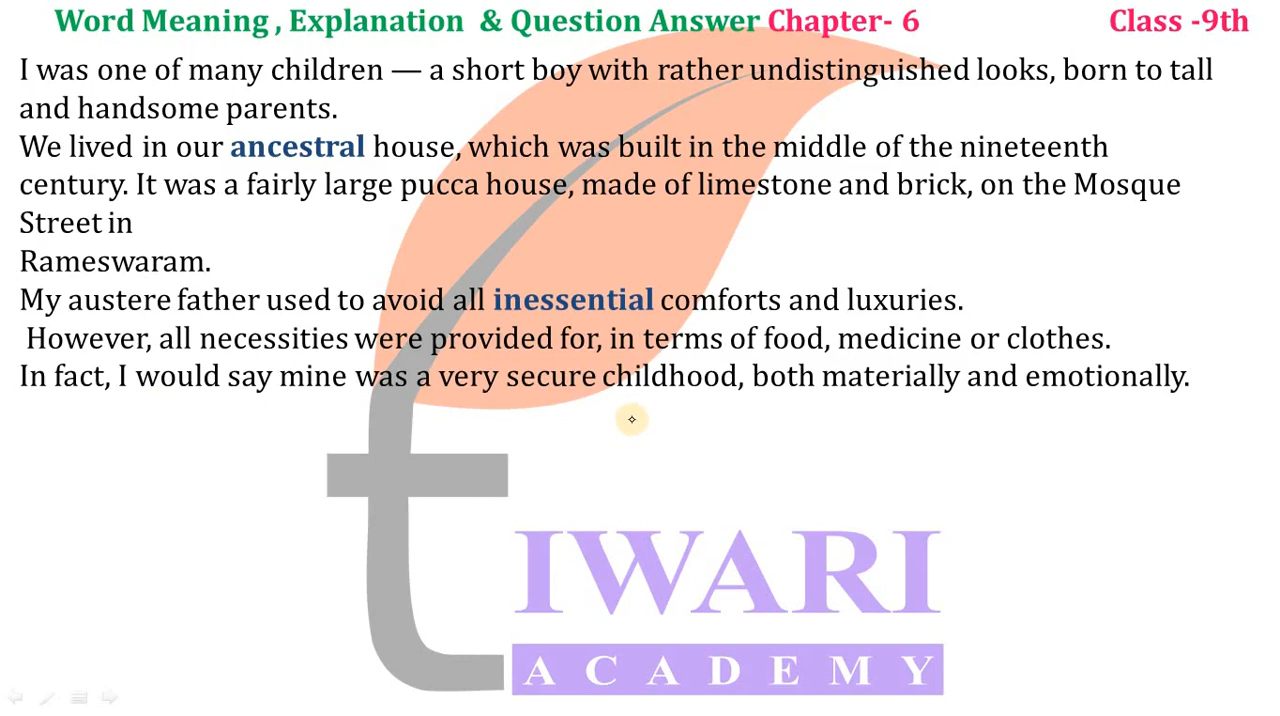 Word Meaning , Explanation & Question Answer Chapter- 6 Class -9th
I was one of many children — a short boy with rather undistinguished looks, born to tall
and handsome parents.
We lived in our ancestral house, which was built in the middle of the nineteenth
century. It was a fairly large pucca house, made of limestone and brick, on the Mosque
Street in
Rameswaram.
My austere father used to avoid all inessential comforts and luxuries.
However, all necessities were provided for, in terms of food, medicine or clothes.
In fact, I would say mine was a very secure childhood, both materially and emotionally.
tIWARI
ACADEMY